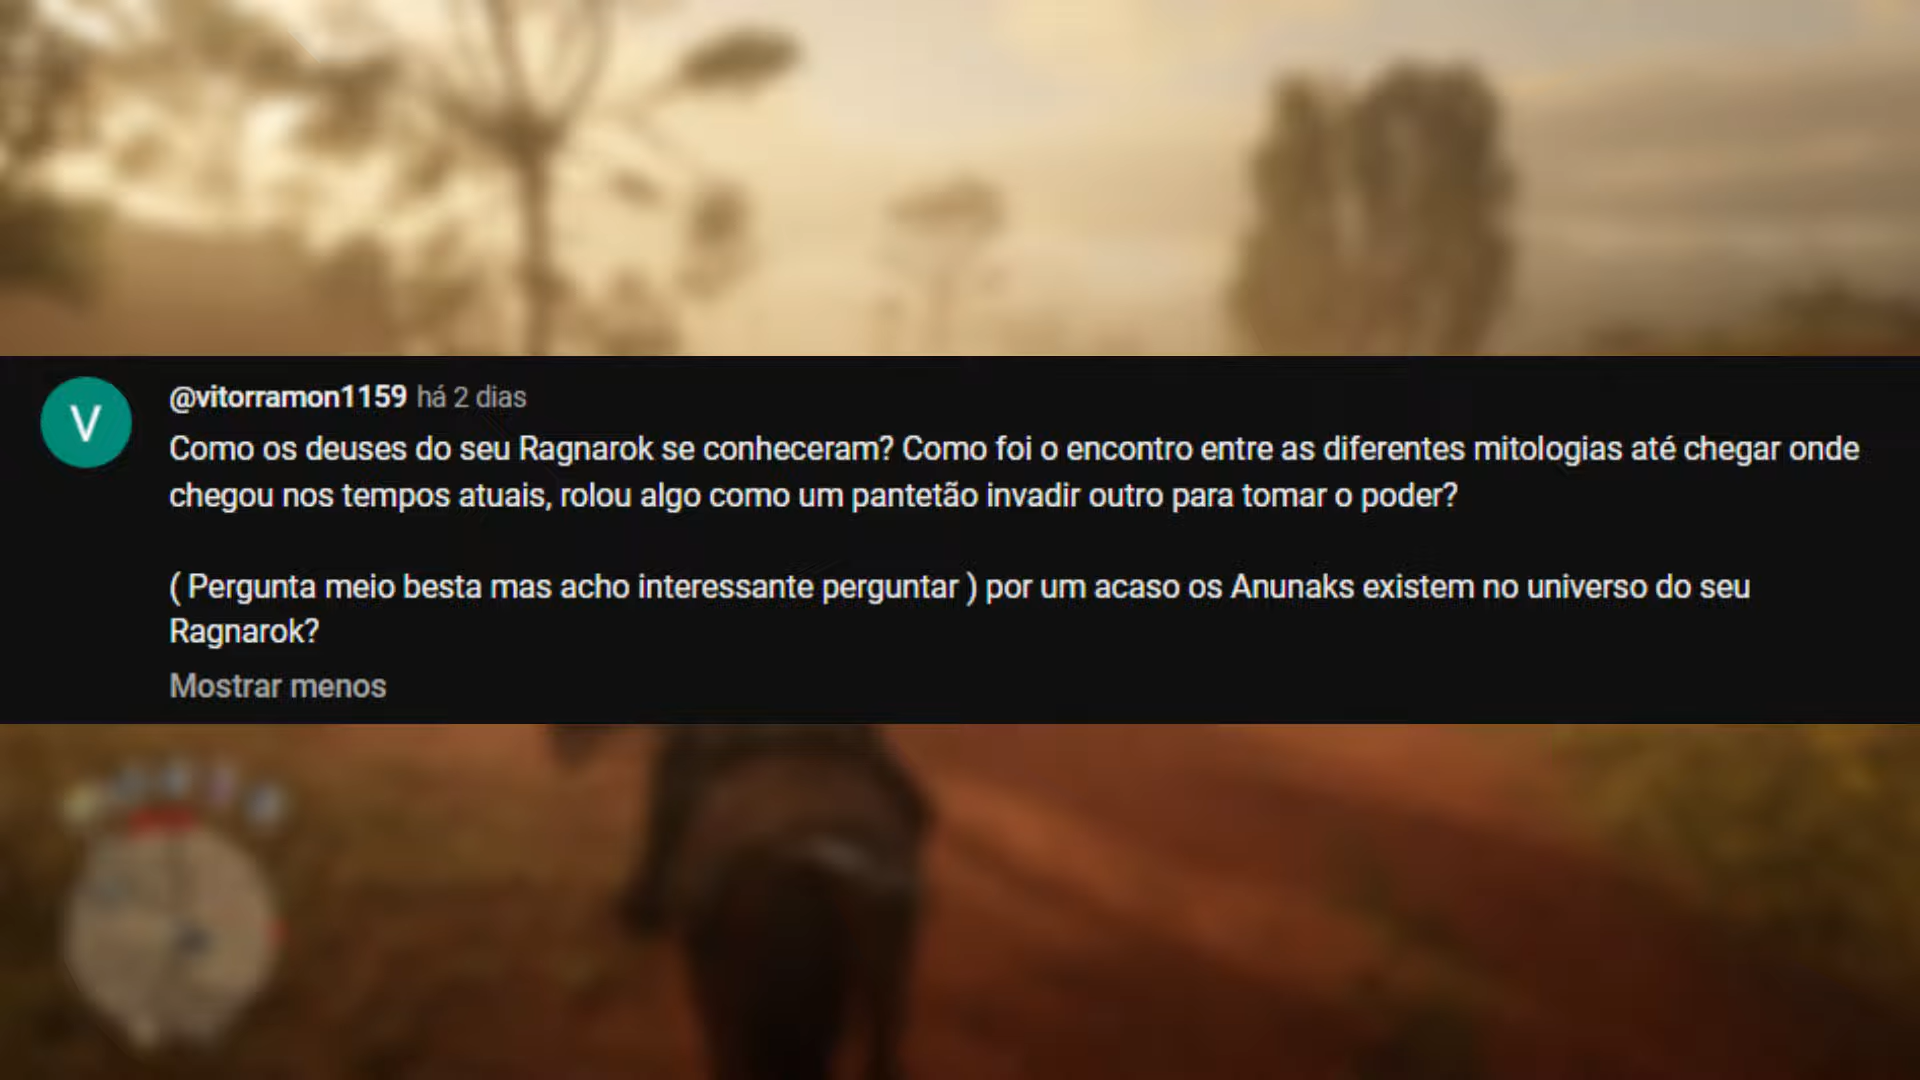 V
@vitorramon1159 há 2 dias
Como os deuses do seu Ragnarok se conheceram? Como foi o encontro entre as diferentes mitologias até chegar onde
chegou nos tempos atuais, rolou algo como um pantetão invadir outro para tomar o poder?
( Pergunta meio besta mas acho interessante perguntar ) por um acaso os Anunaks existem no universo do seu
Ragnarok?
Mostrar menos